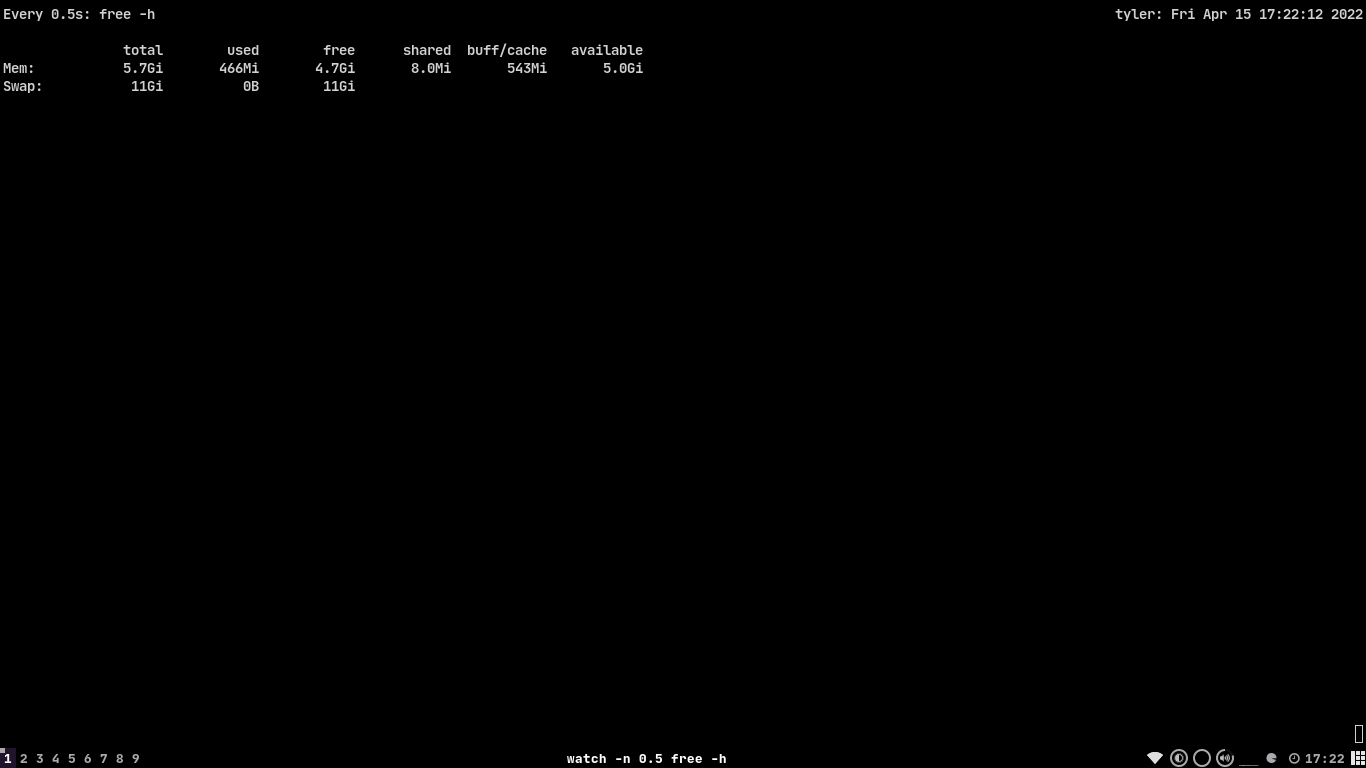 Every 0.5s: free -h tyler: Fri Apr 15 17:22:12 2022
total used free shared buff/cache available
Mem: 5.7Gi 466Mi 4.7Gi 8.0Mi 543Mi 5.0Gi
Swap: 11Gi 0B 11Gi
1 2 3 4 5 6 7 8 9 watch -n 0.5 free -h 17:22